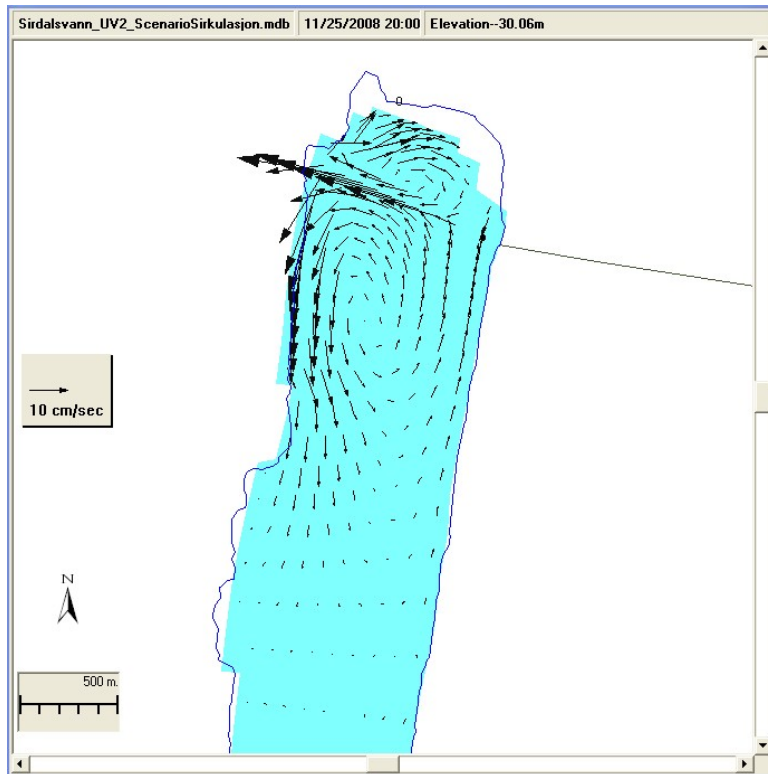 Sirdalsvann_UV2_ScenarioSirkulasjon.mdb 11/25/2008 20:00 Elevation--30.06m
0
10 cm/sec
N
500 m.